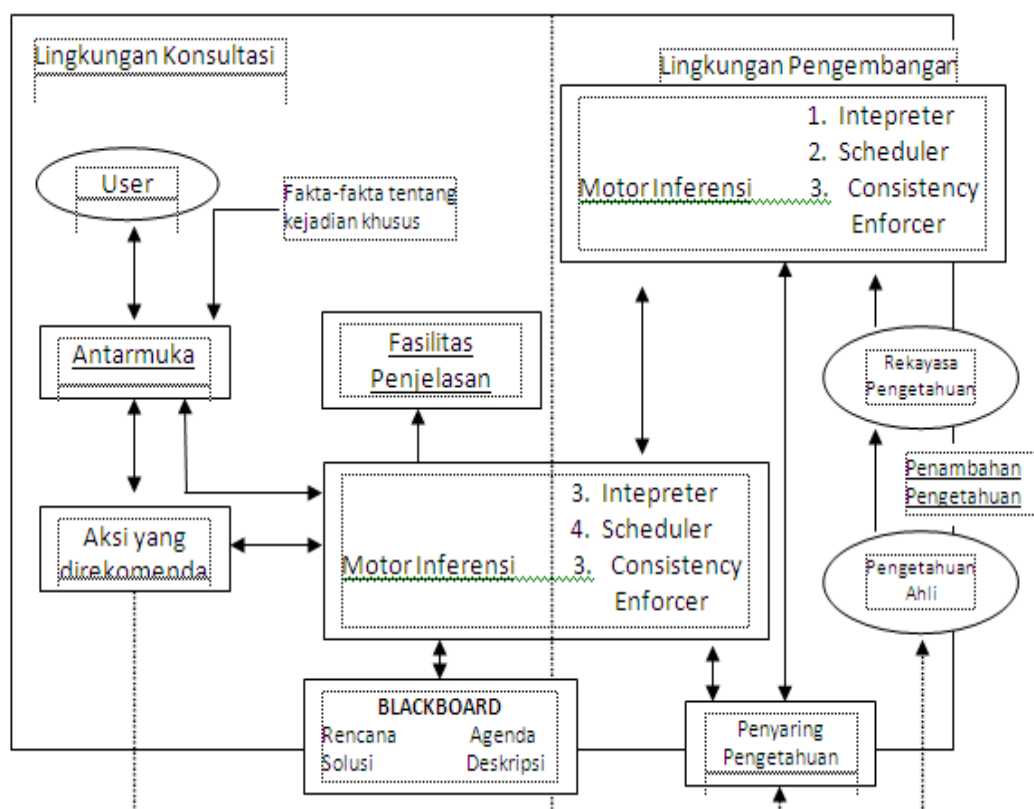 Lingkungan Konsultasi
Lingkungan Pengembangan
1. Intepreter
2. Scheduler
Motor Inferensi 3. Consistency
Enforcer
User
Fakta-fakta tentang
kejadian khusus
Antarmuka
Fasilitas
Penjelasan
Rekayasa
Pengetahuan
Penambahan
Pengetahuan
3. Intepreter
4. Scheduler
Motor Inferensi 3. Consistency
Enforcer
Aksi yang
direkomenda
Pengetahuan
Ahli
BLACKBOARD
Rencana Agenda
Solusi Deskripsi
Penyaring
Pengetahuan